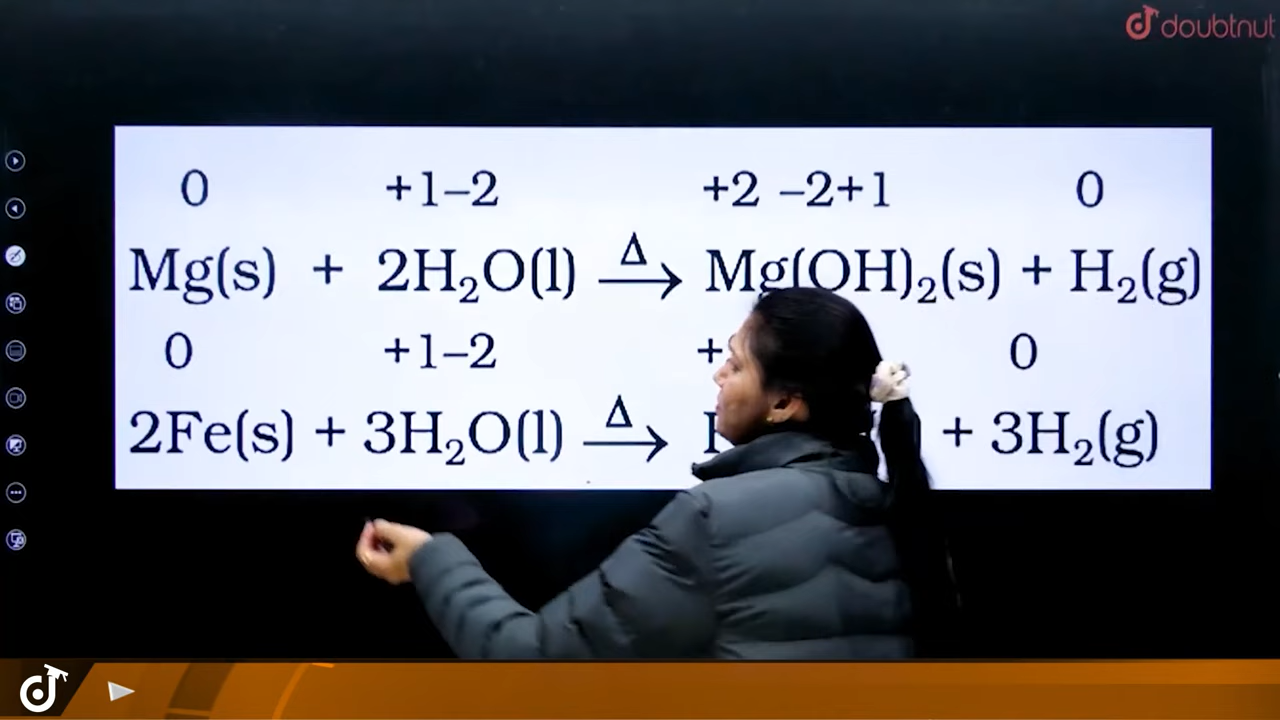 doubtnut
0 +1–2 +2 –2+1 0
Mg(s) + 2H₂O(l) Δ→ Mg(OH)₂(s) + H₂(g)
0 +1–2 + 0
2Fe(s) + 3H₂O(l) Δ→ + 3H₂(g)